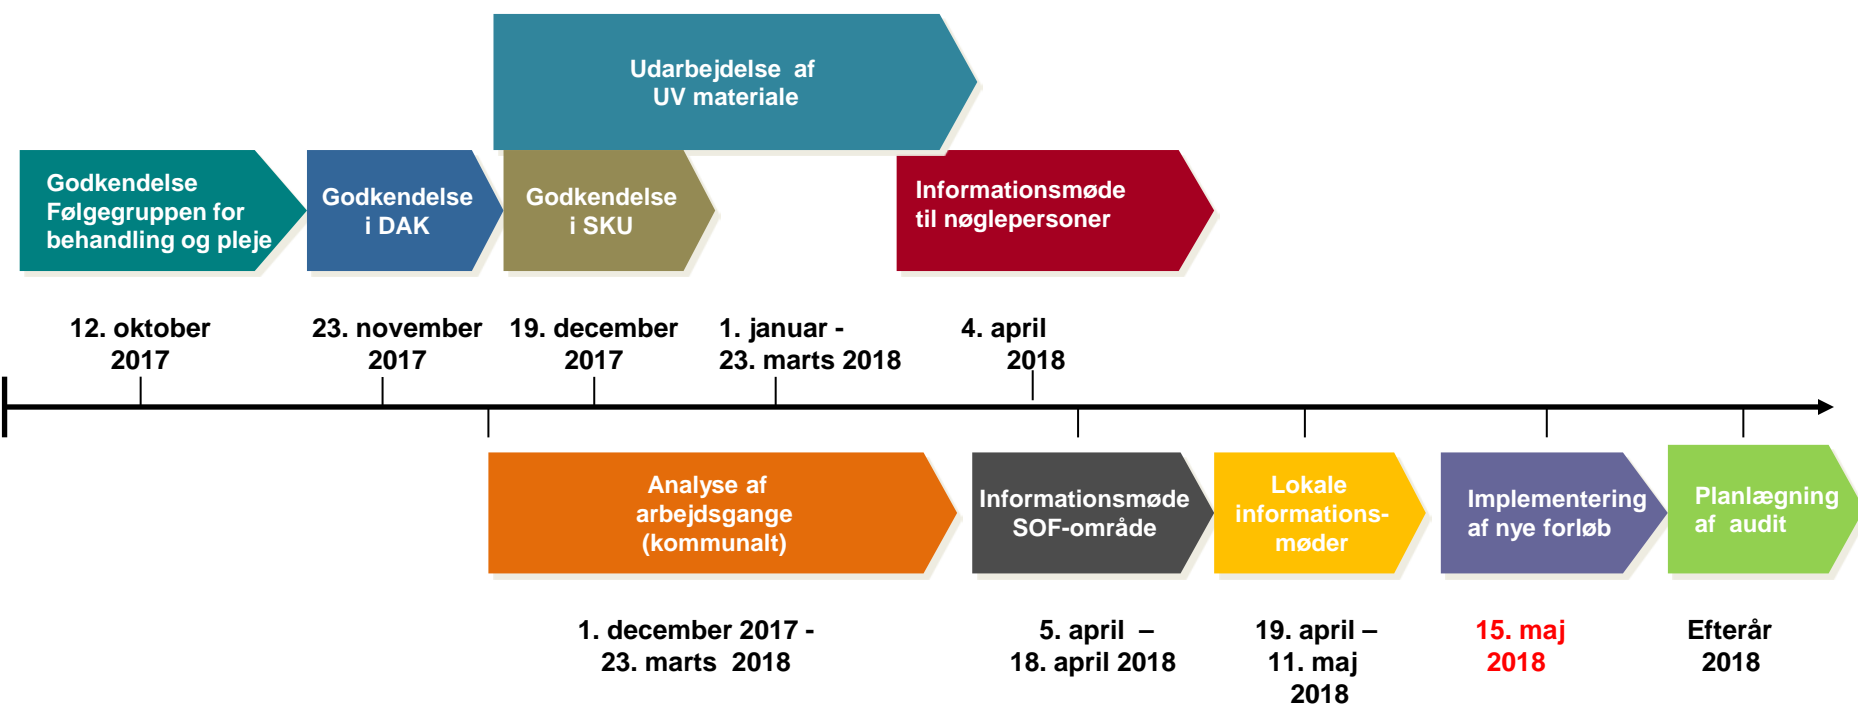 Udarbejdelse af
UV materiale
Godkendelse
Følgegruppen for
behandling og pleje
Godkendelse
i DAK
Godkendelse
i SKU
Informationsmøde
til nøglepersoner
12. oktober
2017
23. november
2017
19. december
2017
1. januar -
23. marts 2018
4. april
2018
Analyse af
arbejdsgange
(kommunalt)
Informationsmøde
SOF-område
Lokale
informations-
møder
Implementering
af nye forløb
Planlægning
af audit
1. december 2017 -
23. marts 2018
5. april –
18. april 2018
19. april –
11. maj
2018
15. maj
2018
Efterår
2018